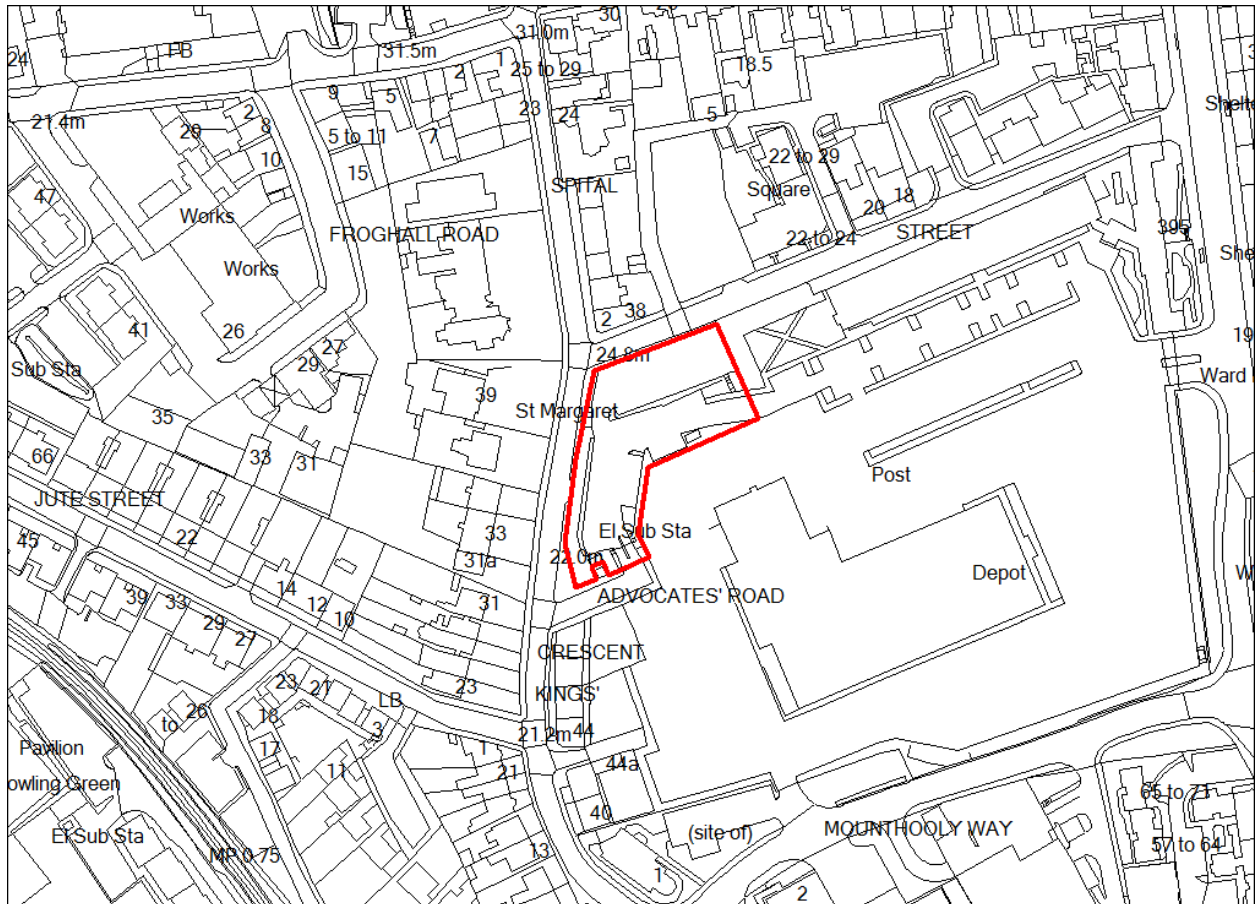 30
31.0m
31.5m
FB
24
1
2
25 to 29
18.5
9
5
2
23
24
5
21.4m
20
8
5 to 11
7
10
15
22 to 29
47
SPITAL
Square
18
20
Works
FROGHALL ROAD
22 to 24
STREET
395
Works
41
26
2
38
27
24.8m
Sub Sta
29
39
St Margaret
35
66
33
31
Post
JUTE STREET
22
33
El Sub Sta
45
31a
22.0m
14
Depot
39
33
12
31
ADVOCATES' ROAD
10
29
27
CRESCENT
23
21
23
KINGS'
LB
26
18
to
3
21.2m
44
Pavilion
17
1
11
21
44a
owling Green
65 to 71
40
El Sub Sta
(site of)
MOUNTHOOLY WAY
MP 0.75
13
57 to 64
1
2
19
Ward